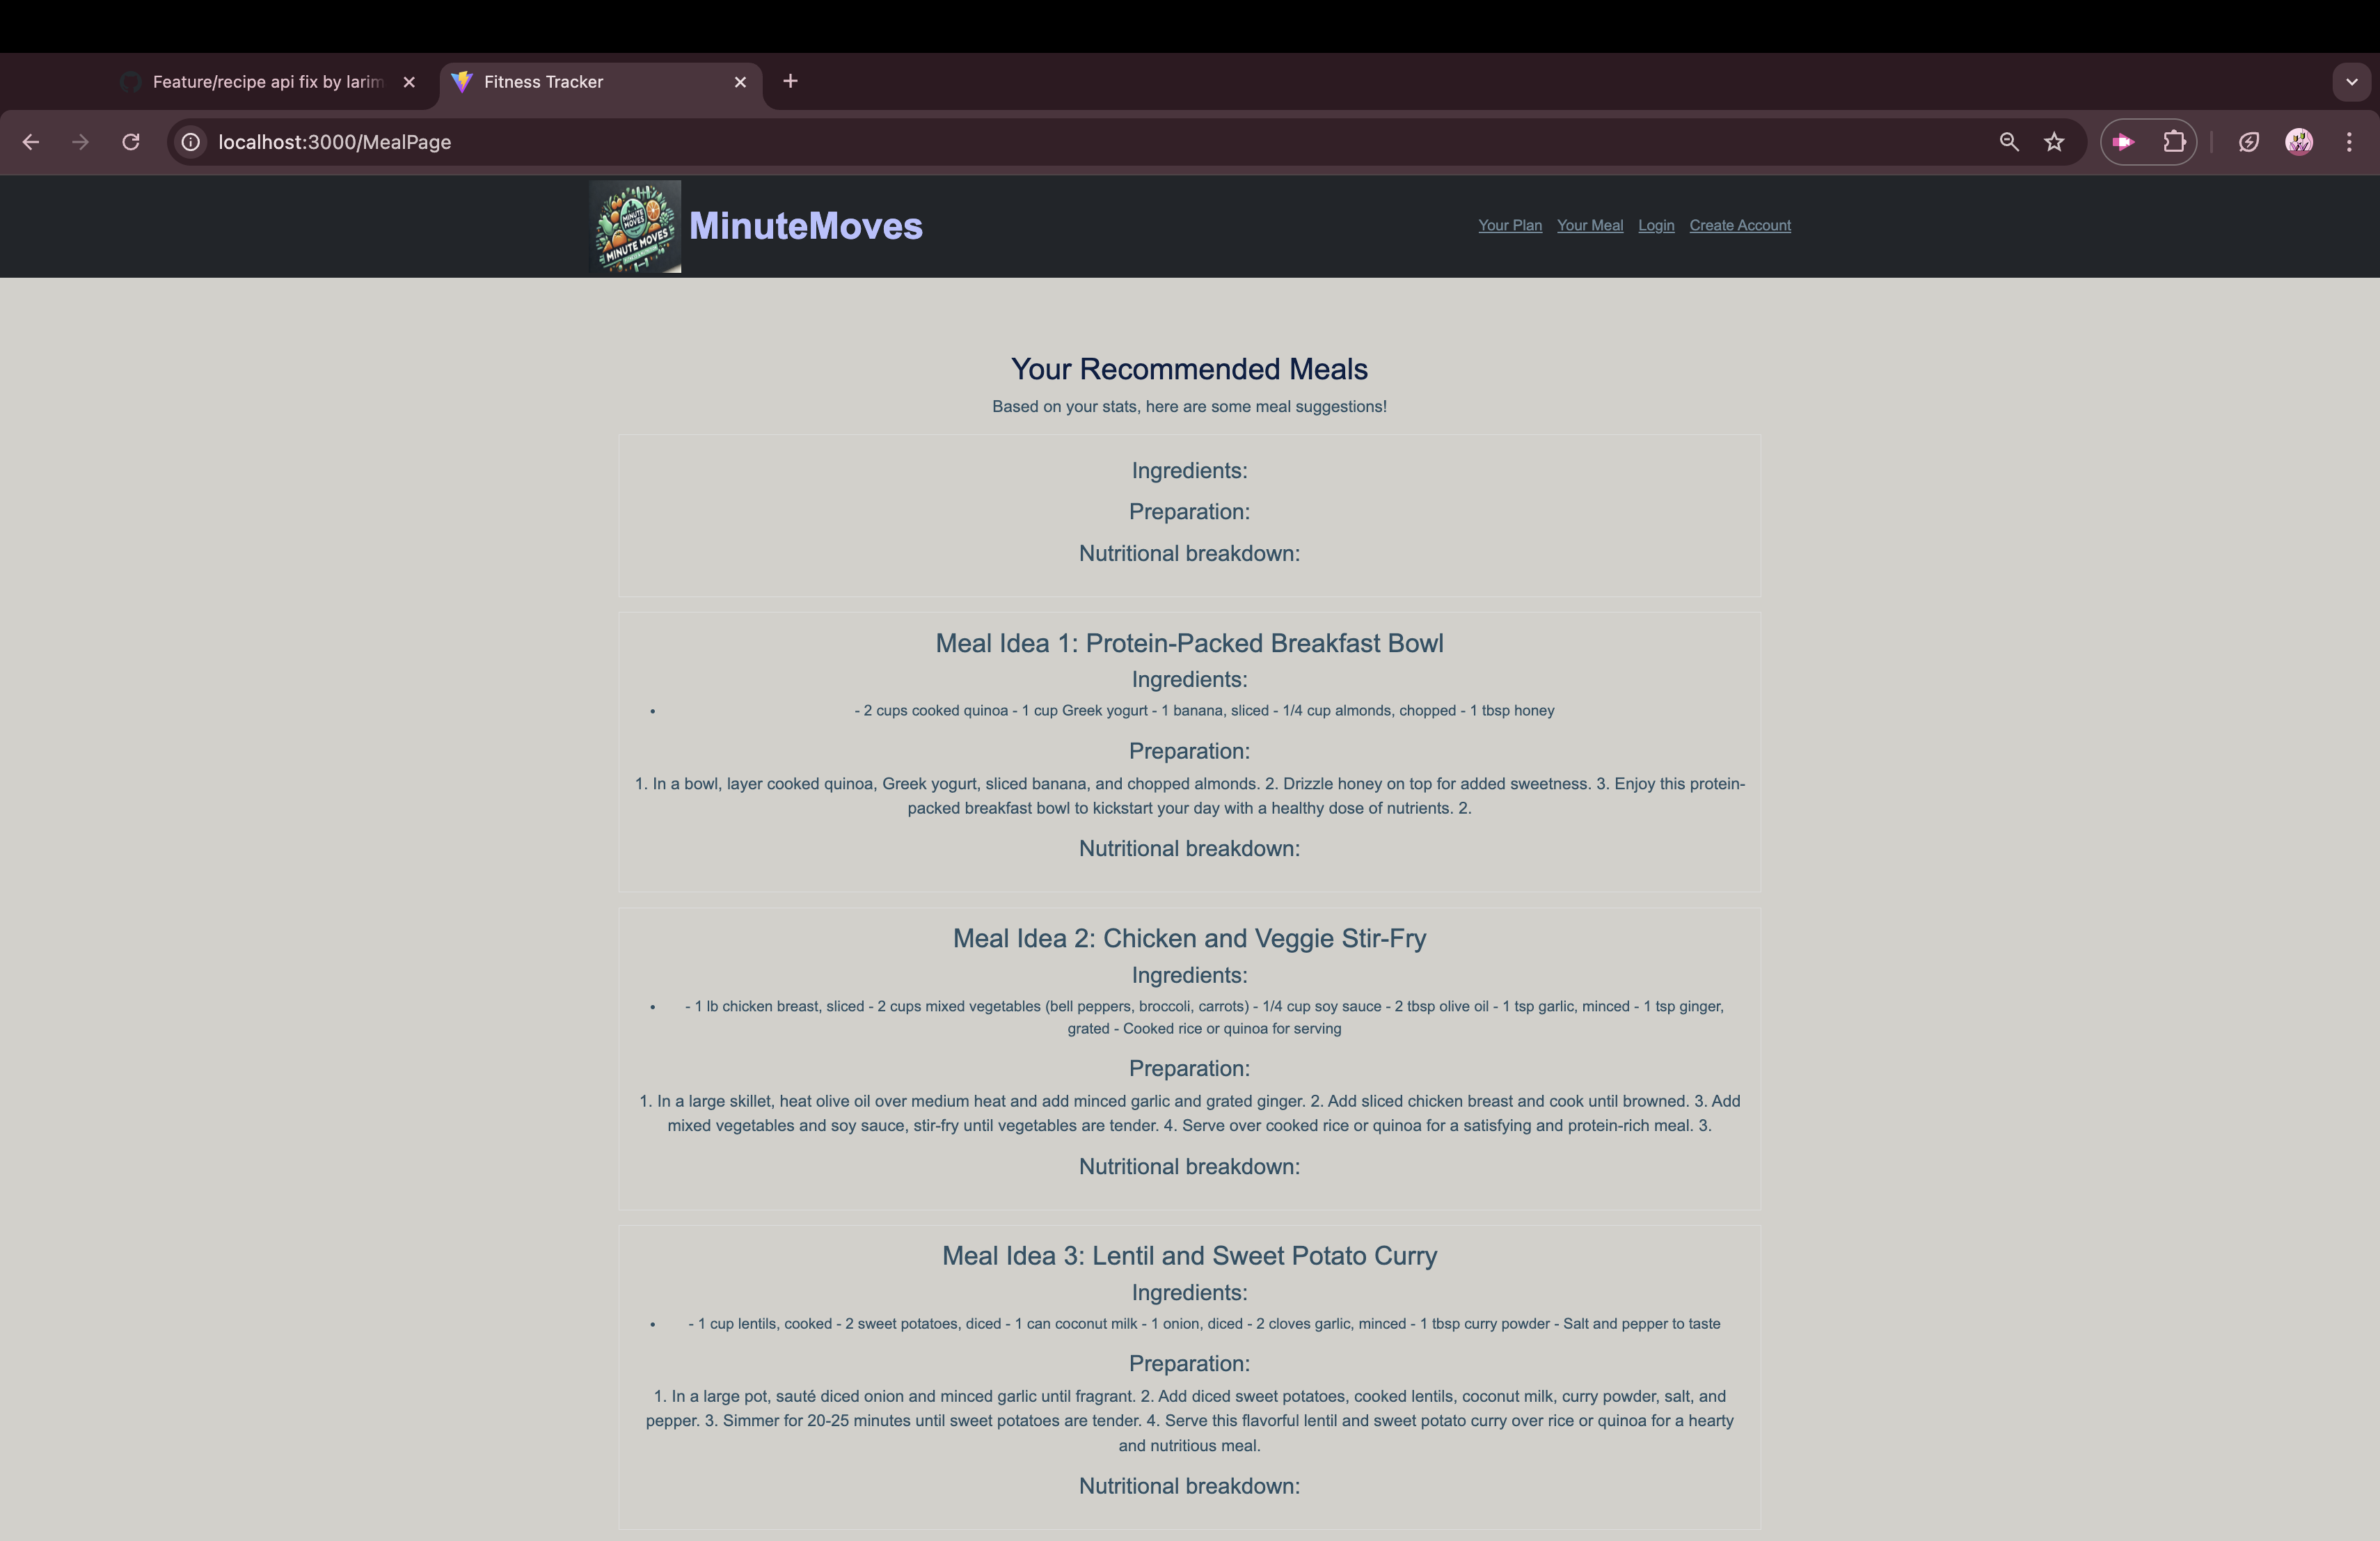 Feature/recipe api fix by larim
Fitness Tracker
localhost:3000/MealPage
MINUTE MOVES
MINUTE MOVES
MinuteMoves
Your Plan Your Meal Login Create Account
Your Recommended Meals
Based on your stats, here are some meal suggestions!
Ingredients:
Preparation:
Nutritional breakdown:
Meal Idea 1: Protein-Packed Breakfast Bowl
Ingredients:
• - 2 cups cooked quinoa - 1 cup Greek yogurt - 1 banana, sliced - 1/4 cup almonds, chopped - 1 tbsp honey
Preparation:
1. In a bowl, layer cooked quinoa, Greek yogurt, sliced banana, and chopped almonds. 2. Drizzle honey on top for added sweetness. 3. Enjoy this protein-
packed breakfast bowl to kickstart your day with a healthy dose of nutrients. 2.
Nutritional breakdown:
Meal Idea 2: Chicken and Veggie Stir-Fry
Ingredients:
• - 1 lb chicken breast, sliced - 2 cups mixed vegetables (bell peppers, broccoli, carrots) - 1/4 cup soy sauce - 2 tbsp olive oil - 1 tsp garlic, minced - 1 tsp ginger,
grated - Cooked rice or quinoa for serving
Preparation:
1. In a large skillet, heat olive oil over medium heat and add minced garlic and grated ginger. 2. Add sliced chicken breast and cook until browned. 3. Add
mixed vegetables and soy sauce, stir-fry until vegetables are tender. 4. Serve over cooked rice or quinoa for a satisfying and protein-rich meal. 3.
Nutritional breakdown:
Meal Idea 3: Lentil and Sweet Potato Curry
Ingredients:
• - 1 cup lentils, cooked - 2 sweet potatoes, diced - 1 can coconut milk - 1 onion, diced - 2 cloves garlic, minced - 1 tbsp curry powder - Salt and pepper to taste
Preparation:
1. In a large pot, sauté diced onion and minced garlic until fragrant. 2. Add diced sweet potatoes, cooked lentils, coconut milk, curry powder, salt, and
pepper. 3. Simmer for 20-25 minutes until sweet potatoes are tender. 4. Serve this flavorful lentil and sweet potato curry over rice or quinoa for a hearty
and nutritious meal.
Nutritional breakdown: